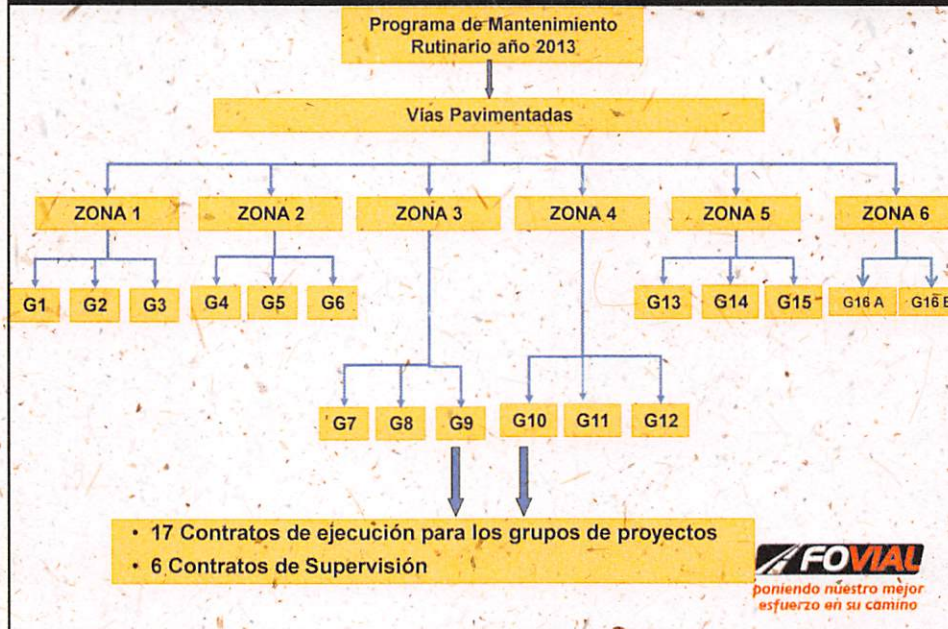 Programa de Mantenimiento
Rutinario año 2013
Vías Pavimentadas
ZONA 1
ZONA 2
ZONA 3
ZONA 4
ZONA 5
ZONA 6
G1
G2
G3
G4
G5
G6
G13
G14
G15
G16 A
G16 B
G7
G8
G9
G10
G11
G12
• 17 Contratos de ejecución para los grupos de proyectos
• 6 Contratos de Supervisión
FOVIAL
poniendo nuestro mejor
esfuerzo en su camino